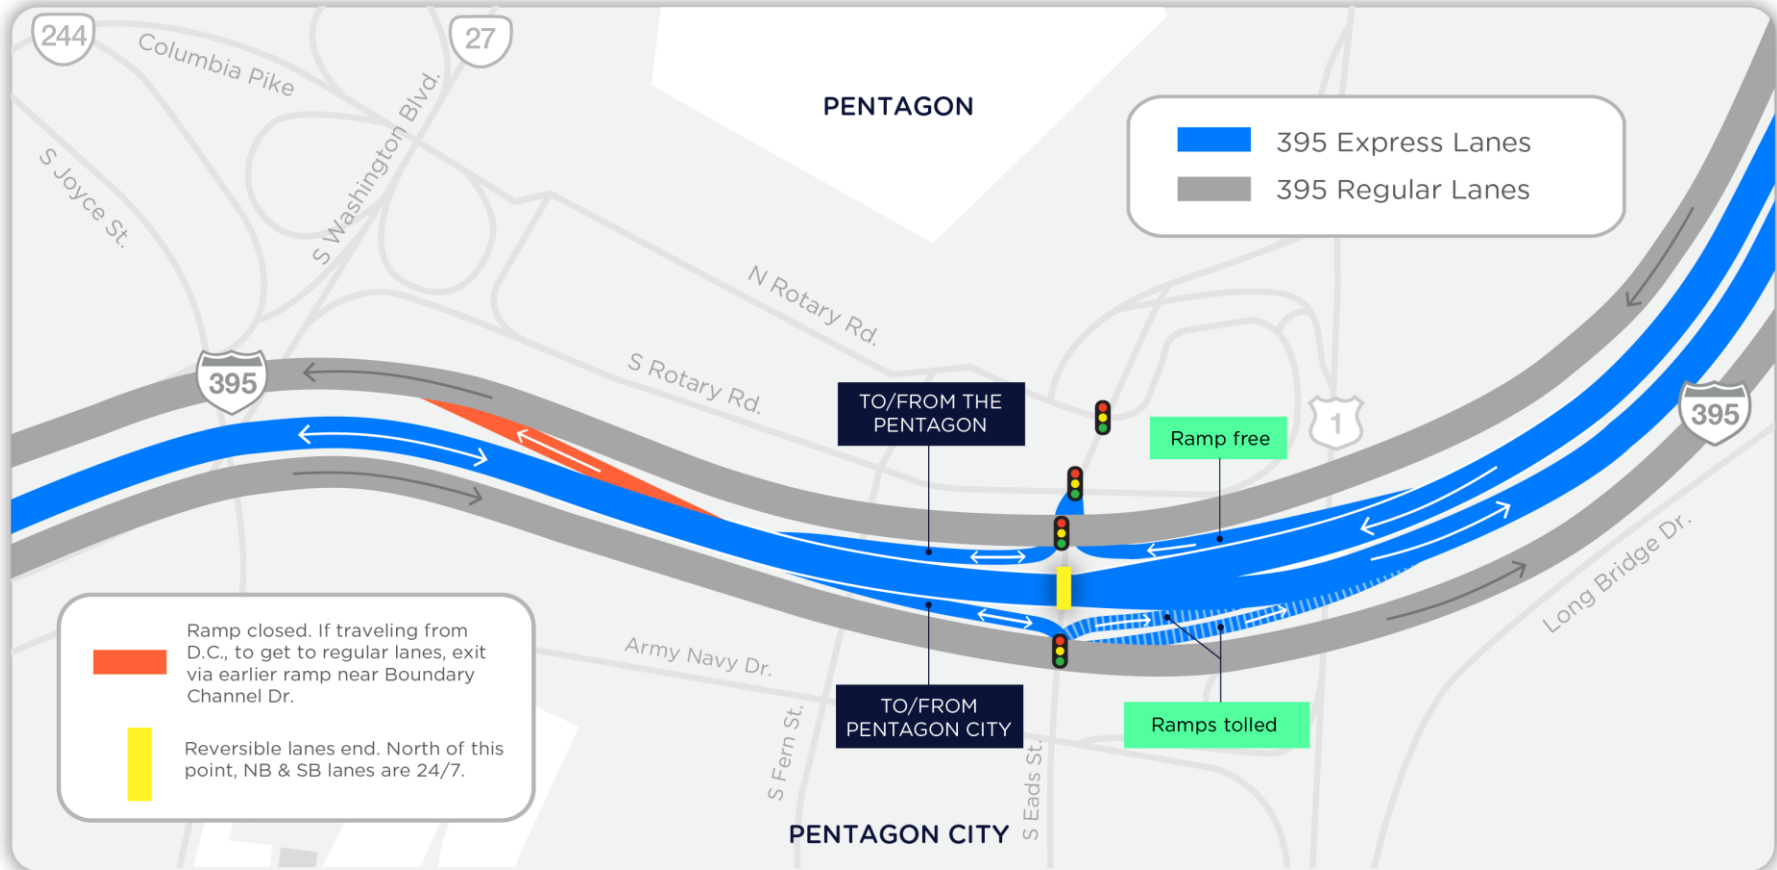 244
Columbia Pike
27
S Washington Blvd.
S Joyce St.
PENTAGON
395 Express Lanes
395 Regular Lanes
N Rotary Rd.
S Rotary Rd.
395
TO/FROM THE
PENTAGON
Ramp free
1
395
Long Bridge Dr.
Ramp closed. If traveling from
D.C., to get to regular lanes, exit
via earlier ramp near Boundary
Channel Dr.
Reversible lanes end. North of this
point, NB & SB lanes are 24/7.
Army Navy Dr.
TO/FROM
PENTAGON CITY
Ramps tolled
S Fern St.
S Eads St.
PENTAGON CITY